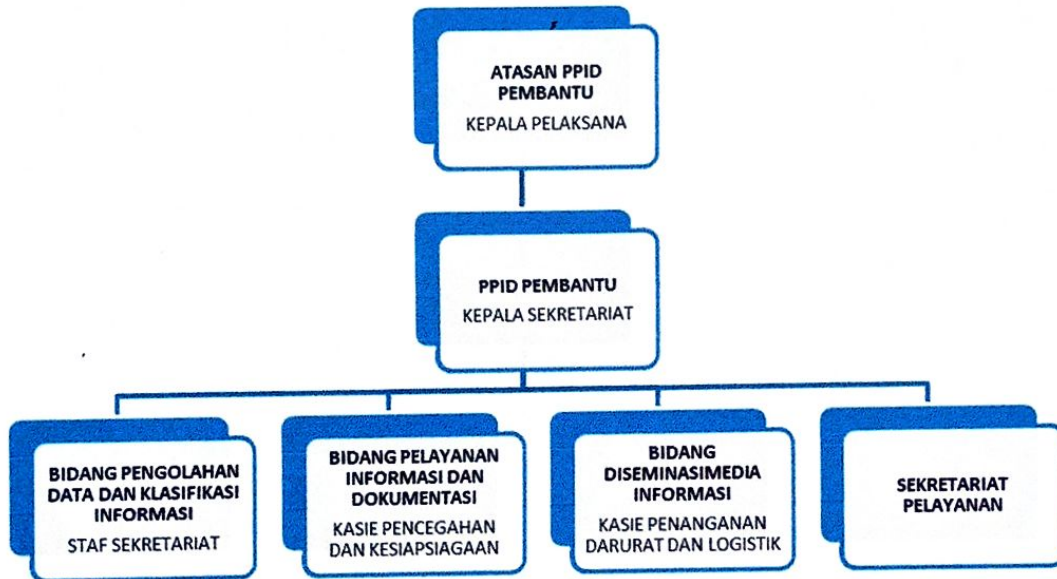 ATASAN PPID
PEMBANTU
KEPALA PELAKSANA
PPID PEMBANTU
KEPALA SEKRETARIAT
BIDANG PENGOLAHAN
DATA DAN KLASIFIKASI
INFORMASI
STAF SEKRETARIAT
BIDANG PELAYANAN
INFORMASI DAN
DOKUMENTASI
KASIE PENCEGAHAN
DAN KESIAPSIAGAAN
BIDANG
DISEMINASIMEDIA
INFORMASI
KASIE PENANGANAN
DARURAT DAN LOGISTIK
SEKRETARIAT
PELAYANAN